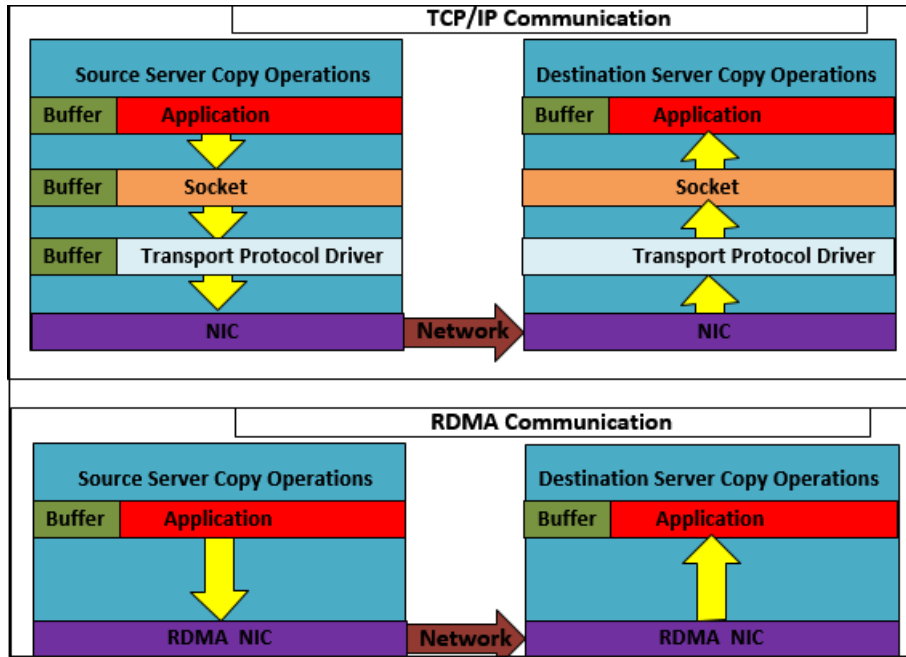 TCP/IP Communication
Source Server Copy Operations
Destination Server Copy Operations
Buffer Application
Buffer Application
Buffer Socket
Socket
Buffer Transport Protocol Driver
Transport Protocol Driver
NIC
Network
NIC
RDMA Communication
Source Server Copy Operations
Destination Server Copy Operations
Buffer Application
Buffer Application
RDMA NIC
Network
RDMA NIC